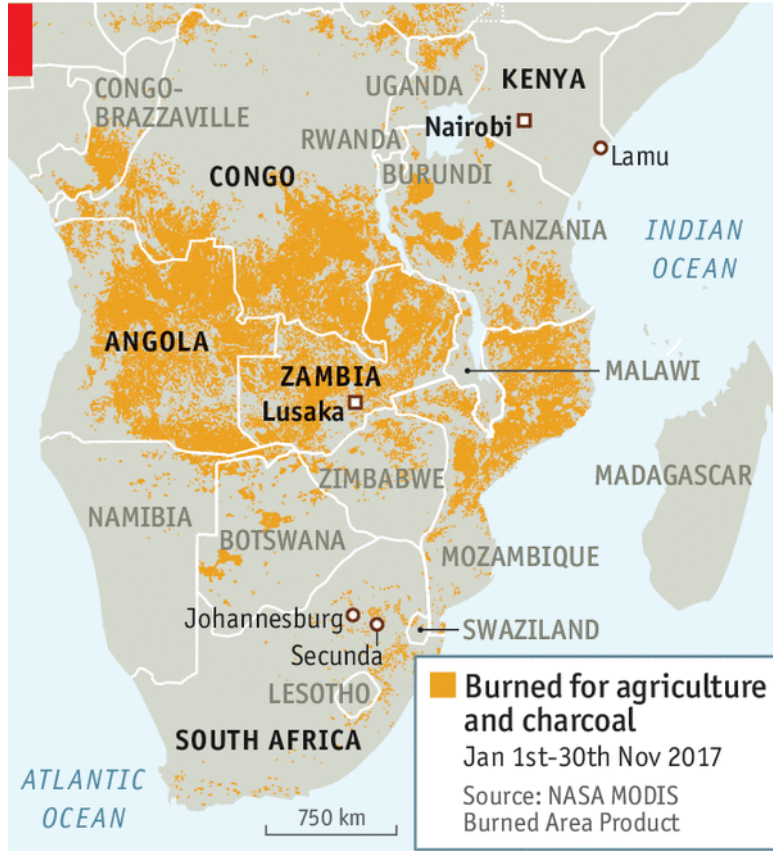 UGANDA
KENYA
CONGO-
BRAZZAVILLE
Nairobi
RWANDA
Lamu
CONGO
BURUNDI
TANZANIA
INDIAN
OCEAN
ANGOLA
ZAMBIA
MALAWI
Lusaka
ZIMBABWE
MADAGASCAR
NAMIBIA
BOTSWANA
MOZAMBIQUE
Johannesburg
SWAZILAND
Secunda
LESOTHO
SOUTH AFRICA
ATLANTIC
OCEAN
750 km
Burned for agriculture
and charcoal
Jan 1st-30th Nov 2017
Source: NASA MODIS
Burned Area Product